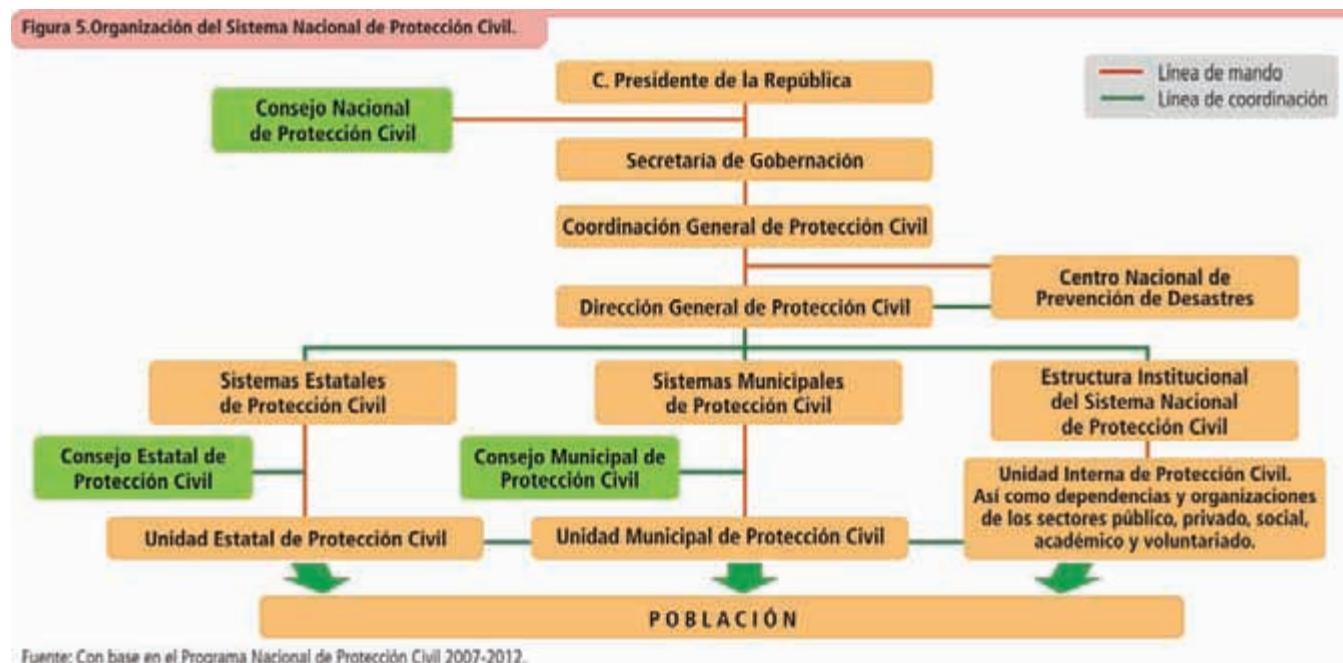 Figura 5.Organización del Sistema Nacional de Protección Civil.
C. Presidente de la República
Línea de mando
Línea de coordinación
Consejo Nacional
de Protección Civil
Secretaría de Gobernación
Coordinación General de Protección Civil
Centro Nacional de
Prevención de Desastres
Dirección General de Protección Civil
Sistemas Estatales
de Protección Civil
Sistemas Municipales
de Protección Civil
Estructura Institucional
del Sistema Nacional
de Protección Civil
Consejo Estatal de
Protección Civil
Consejo Municipal de
Protección Civil
Unidad Interna de Protección Civil.
Así como dependencias y organizaciones
de los sectores público, privado, social,
académico y voluntariado.
Unidad Estatal de Protección Civil
Unidad Municipal de Protección Civil
POBLACIÓN
Fuente: Con base en el Programa Nacional de Protección Civil 2007-2012.